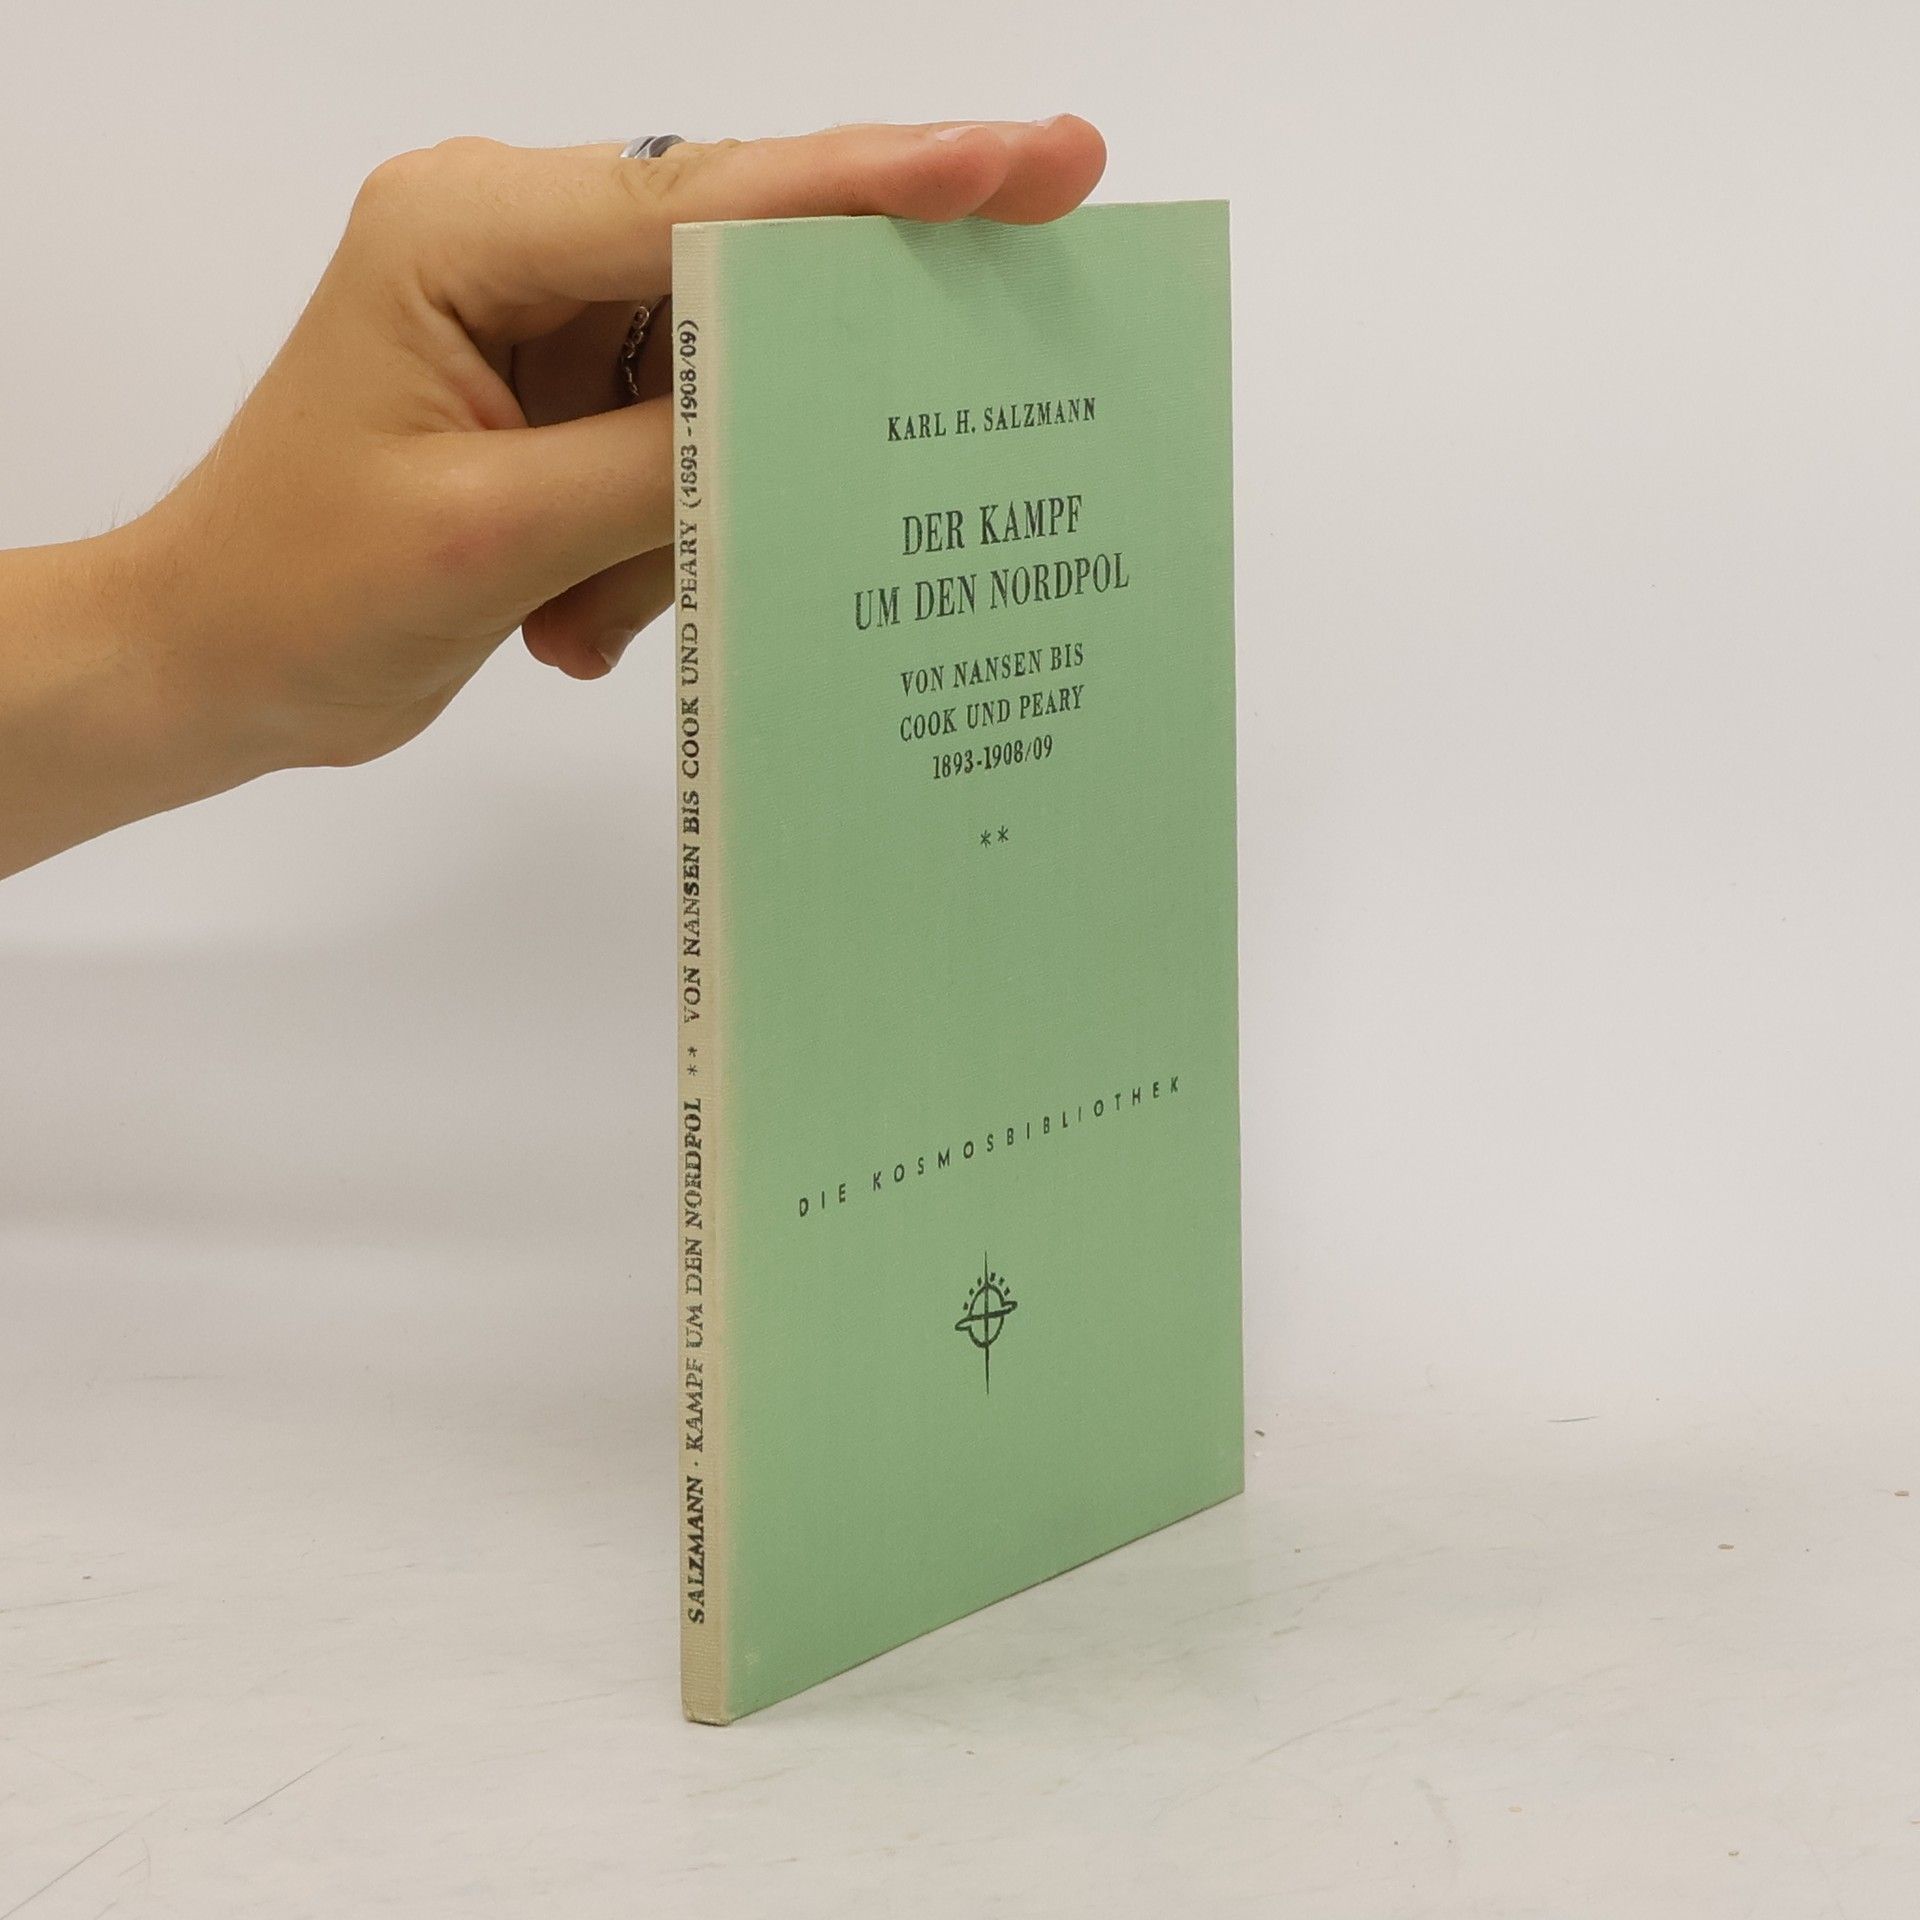 SALZMANN · KAMPF UM DEN NORDPOL ** VON NANSEN BIS COOK UND PEARY (1893-1908/09)
KARL H. SALZMANN
DER KAMPF
UM DEN NORDPOL
VON NANSEN BIS
COOK UND PEARY
1893-1908/09
**
DIE KOSMOSBIBLIOTHEK